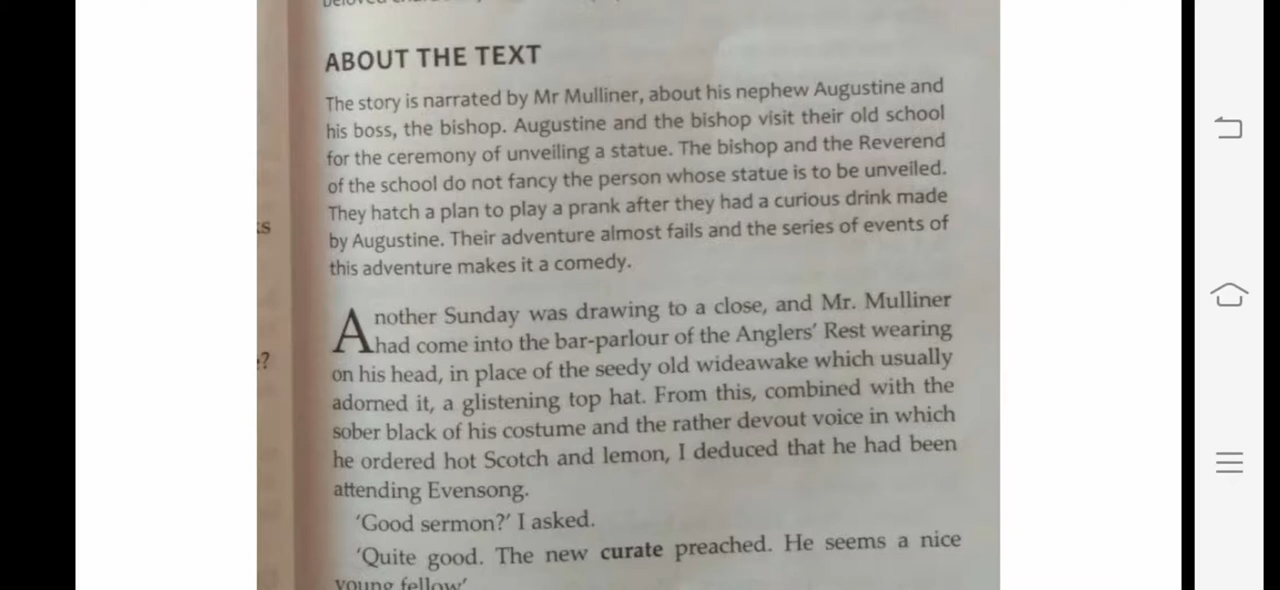 ABOUT THE TEXT
The story is narrated by Mr Mulliner, about his nephew Augustine and
his boss, the bishop. Augustine and the bishop visit their old school
for the ceremony of unveiling a statue. The bishop and the Reverend
of the school do not fancy the person whose statue is to be unveiled.
They hatch a plan to play a prank after they had a curious drink made
by Augustine. Their adventure almost fails and the series of events of
this adventure makes it a comedy.
Another Sunday was drawing to a close, and Mr. Mulliner
had come into the bar-parlour of the Anglers' Rest wearing
on his head, in place of the seedy old wideawake which usually
adorned it, a glistening top hat. From this, combined with the
sober black of his costume and the rather devout voice in which
he ordered hot Scotch and lemon, I deduced that he had been
attending Evensong.
'Good sermon?' I asked.
'Quite good. The new curate preached. He seems a nice
young fellow'